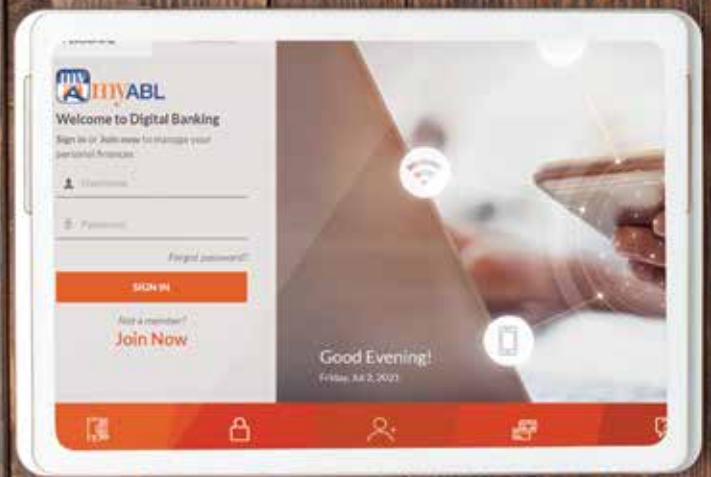 my myABL
Welcome to Digital Banking
Sign in or Join now to manage your
personal finances
Username
Password
Forgot password?
SIGN IN
Not a member?
Join Now
Good Evening!
Friday, Jul 2, 2021